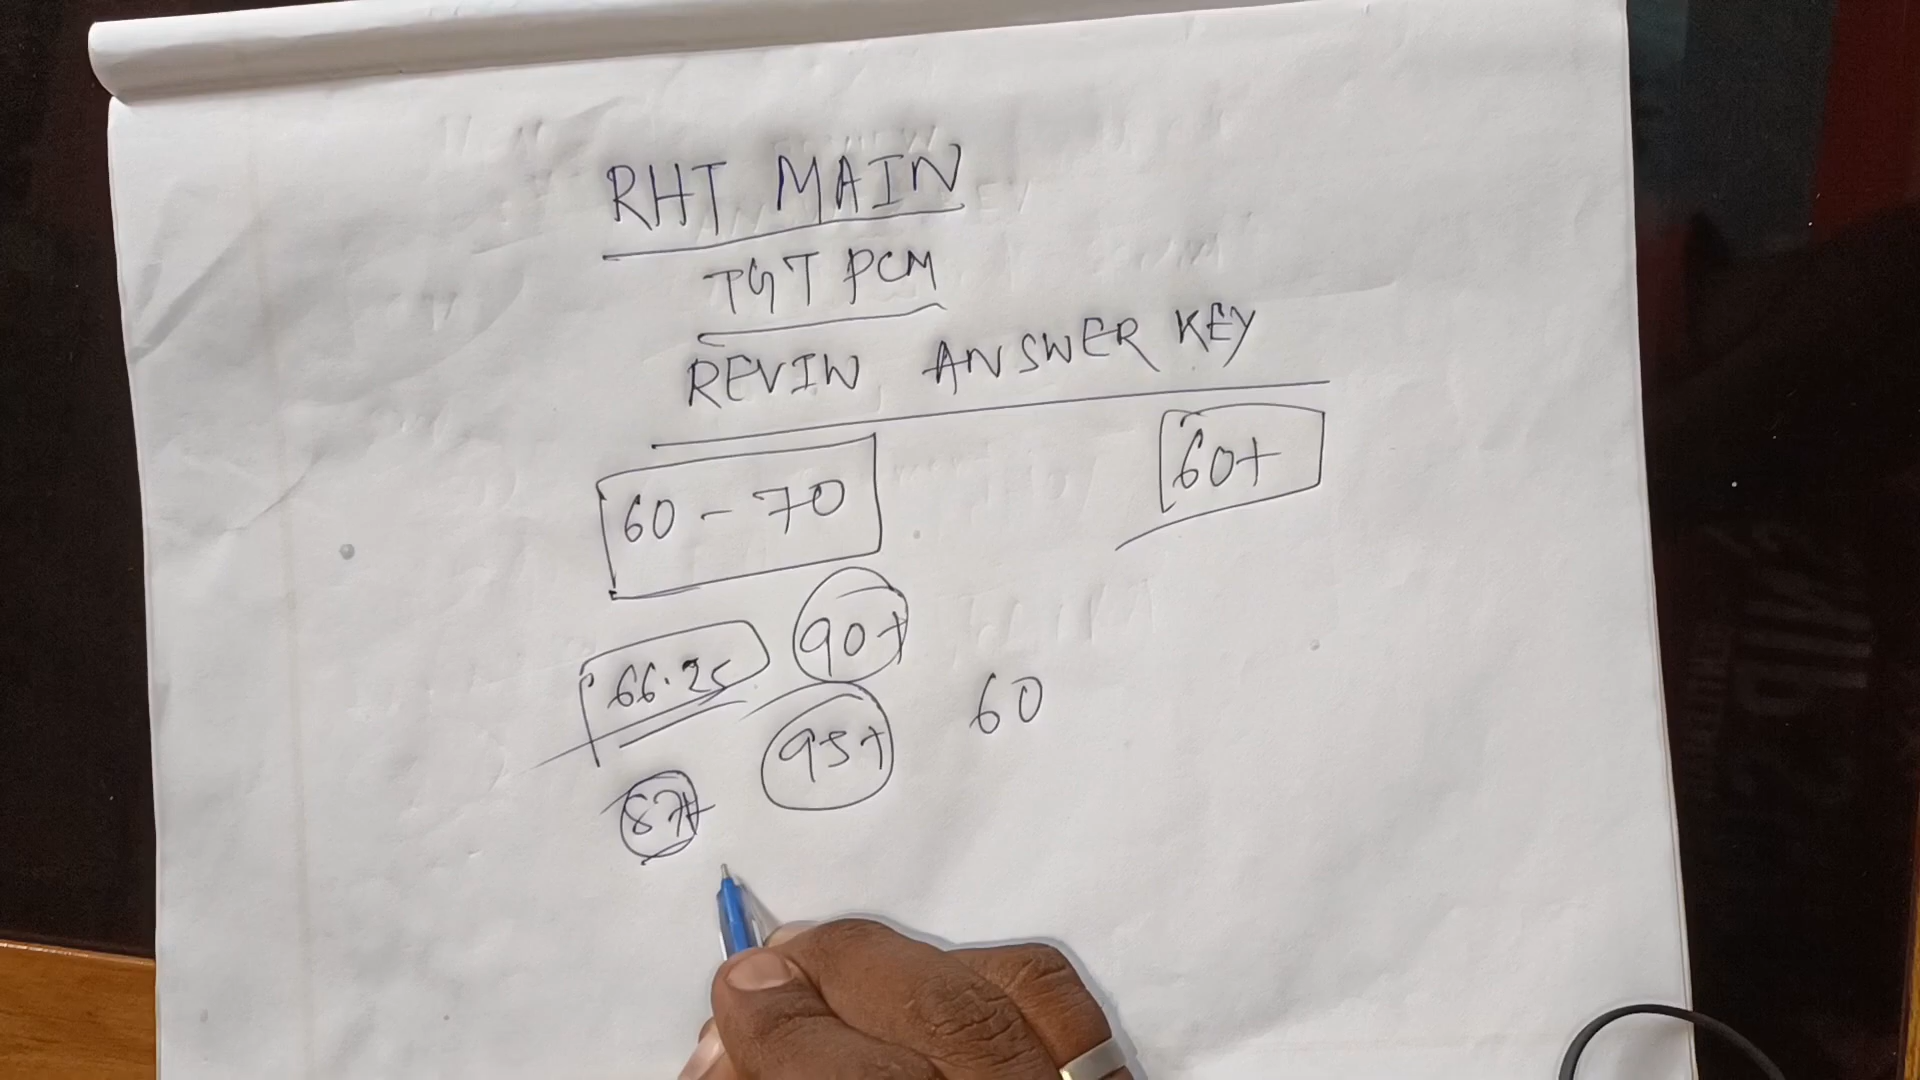 RHT MAIN
TGT PCM
REVIW ANSWER KEY
60 - 70
60+
66.25
90+
95+
60
87+